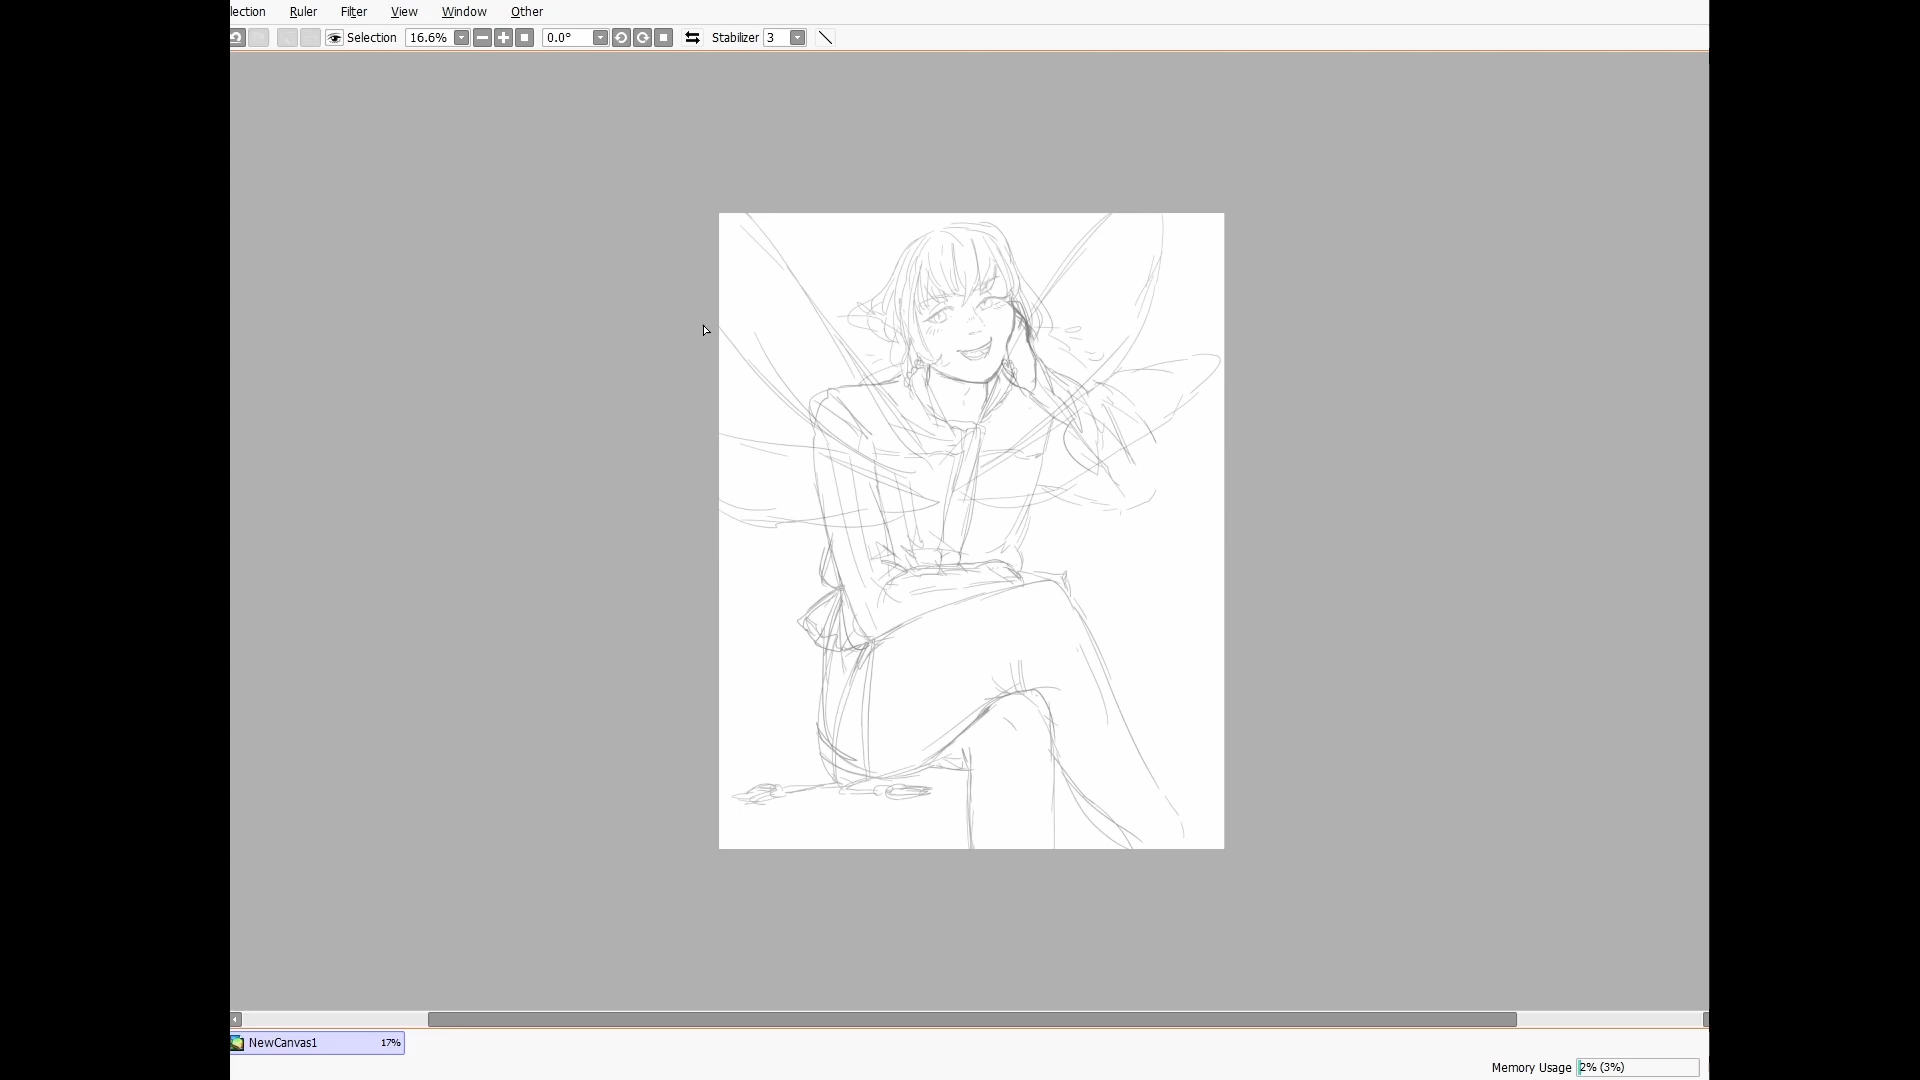 lection Ruler Filter View Window Other
Selection 16.6% 0.0° Stabilizer 3
NewCanvas1 17%
Memory Usage 2% (3%)